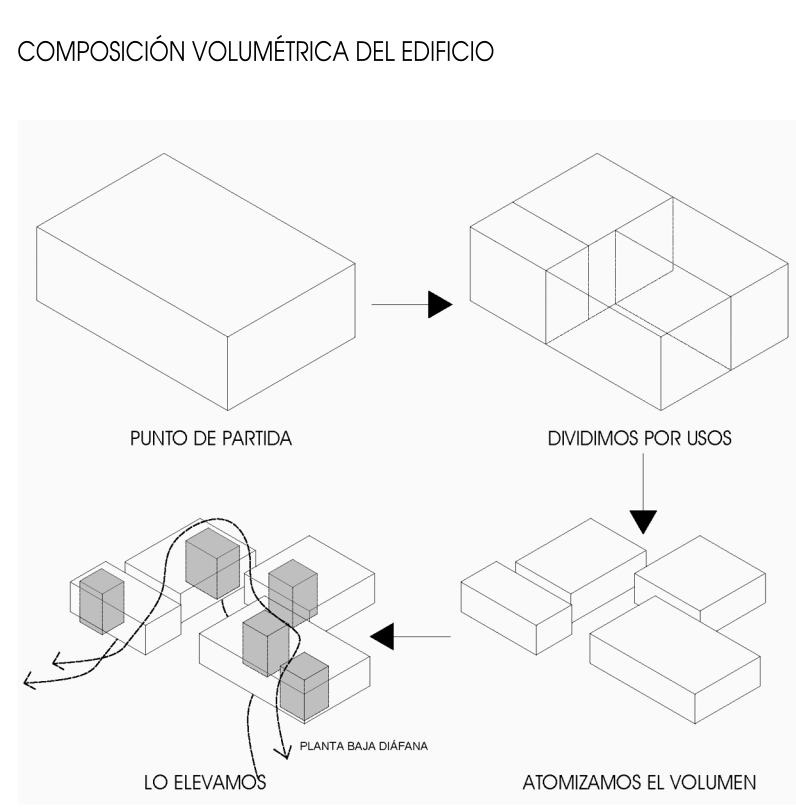 COMPOSICIÓN VOLUMÉTRICA DEL EDIFICIO
PUNTO DE PARTIDA
DIVIDIMOS POR USOS
PLANTA BAJA DIÁFANA
LO ELEVAMOS
ATOMIZAMOS EL VOLUMEN